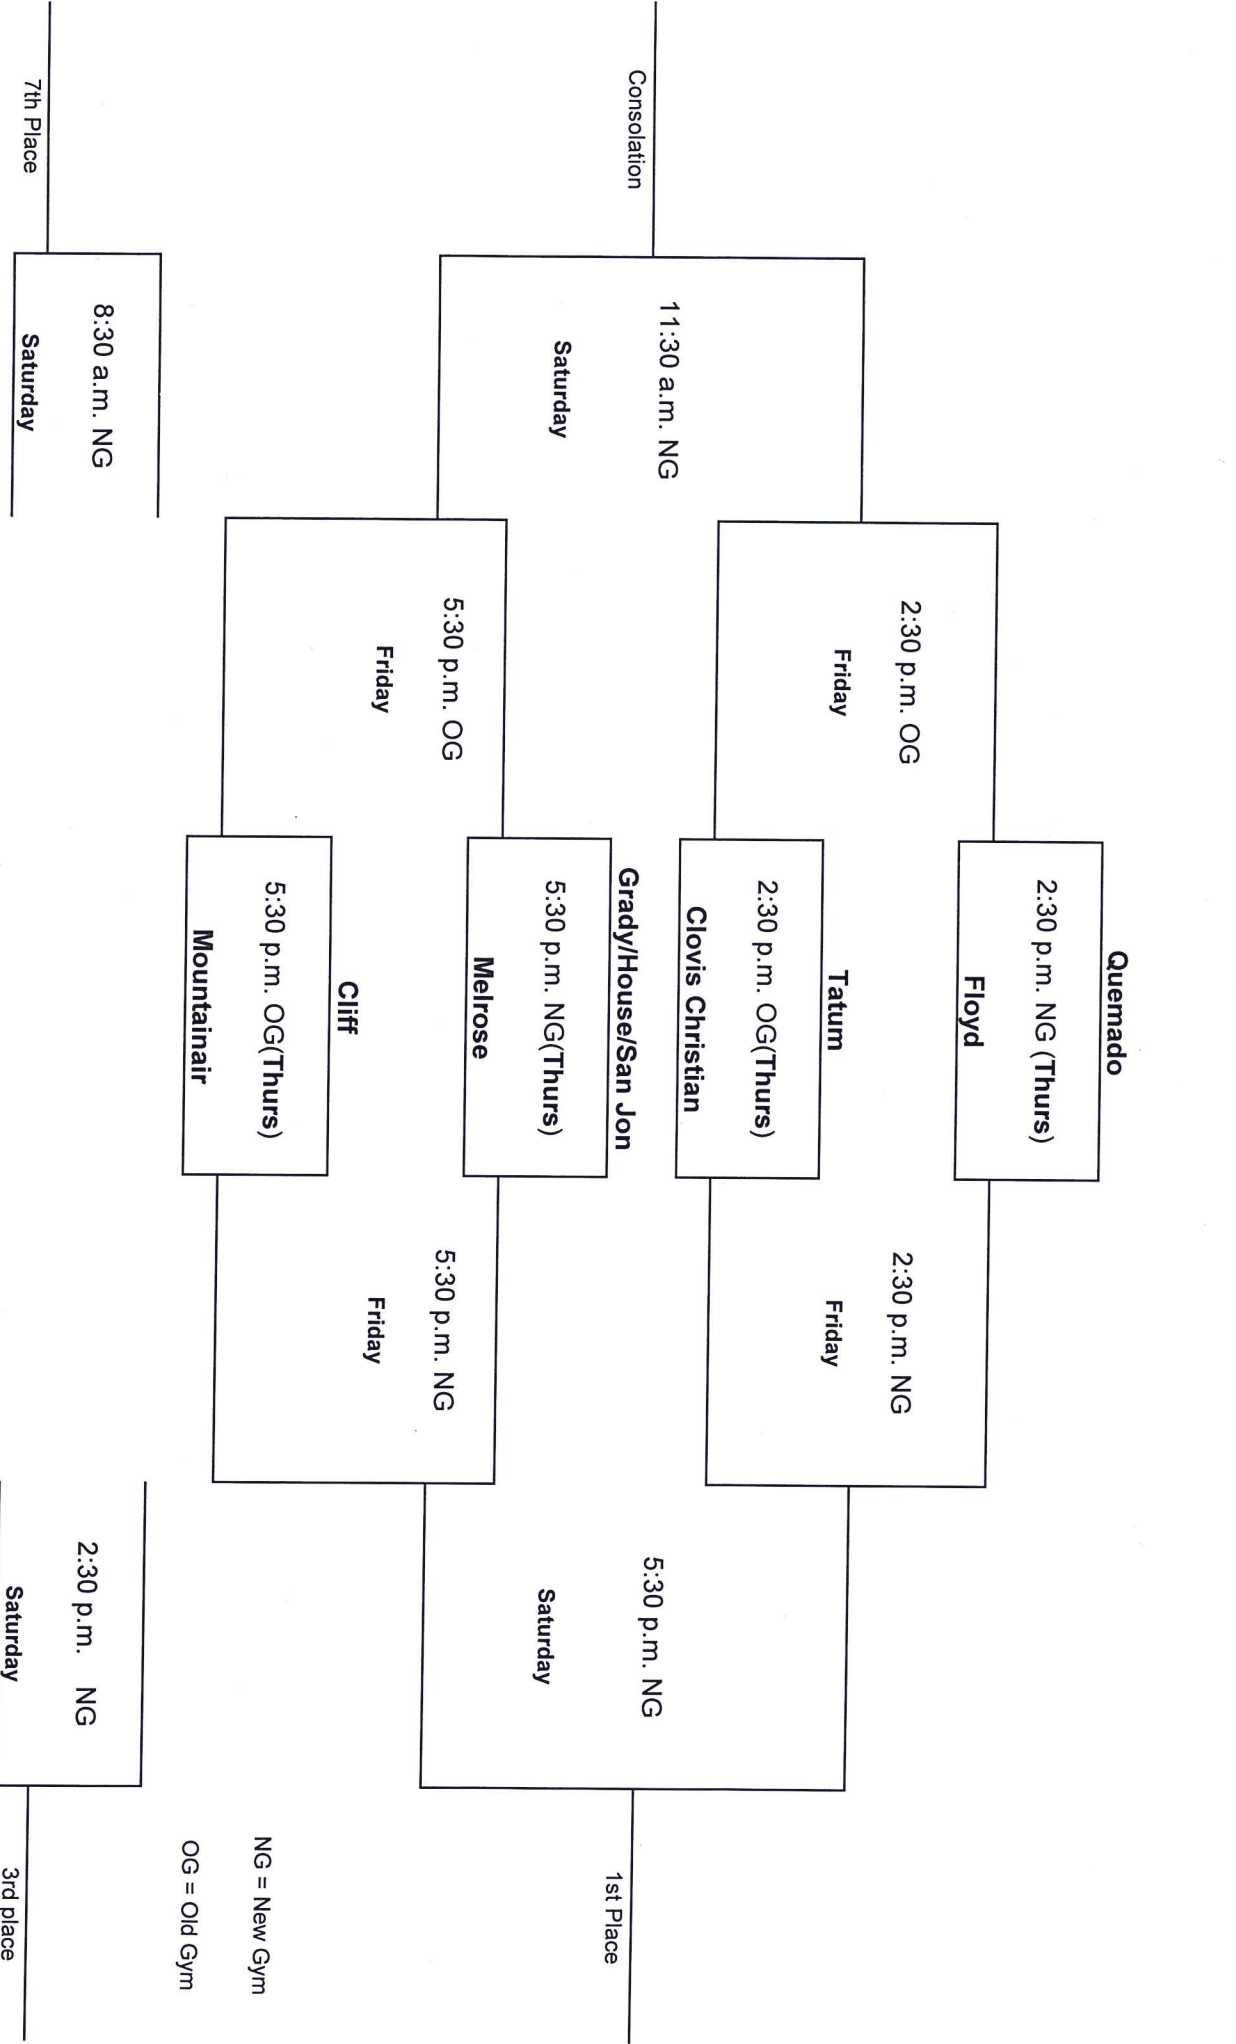 Quemado
2:30 p.m. NG (Thurs)
Floyd
2:30 p.m. OG
Friday
2:30 p.m. NG
Friday
Tatum
2:30 p.m. OG(Thurs)
Clovis Christian
11:30 a.m. NG
Saturday
Consolation
5:30 p.m. NG
Saturday
1st Place
Grady/House/San Jon
5:30 p.m. NG(Thurs)
Melrose
5:30 p.m. OG
Friday
5:30 p.m. NG
Friday
Cliff
5:30 p.m. OG(Thurs)
Mountainair
NG = New Gym
OG = Old Gym
8:30 a.m. NG
Saturday
7th Place
2:30 p.m. NG
Saturday
3rd place